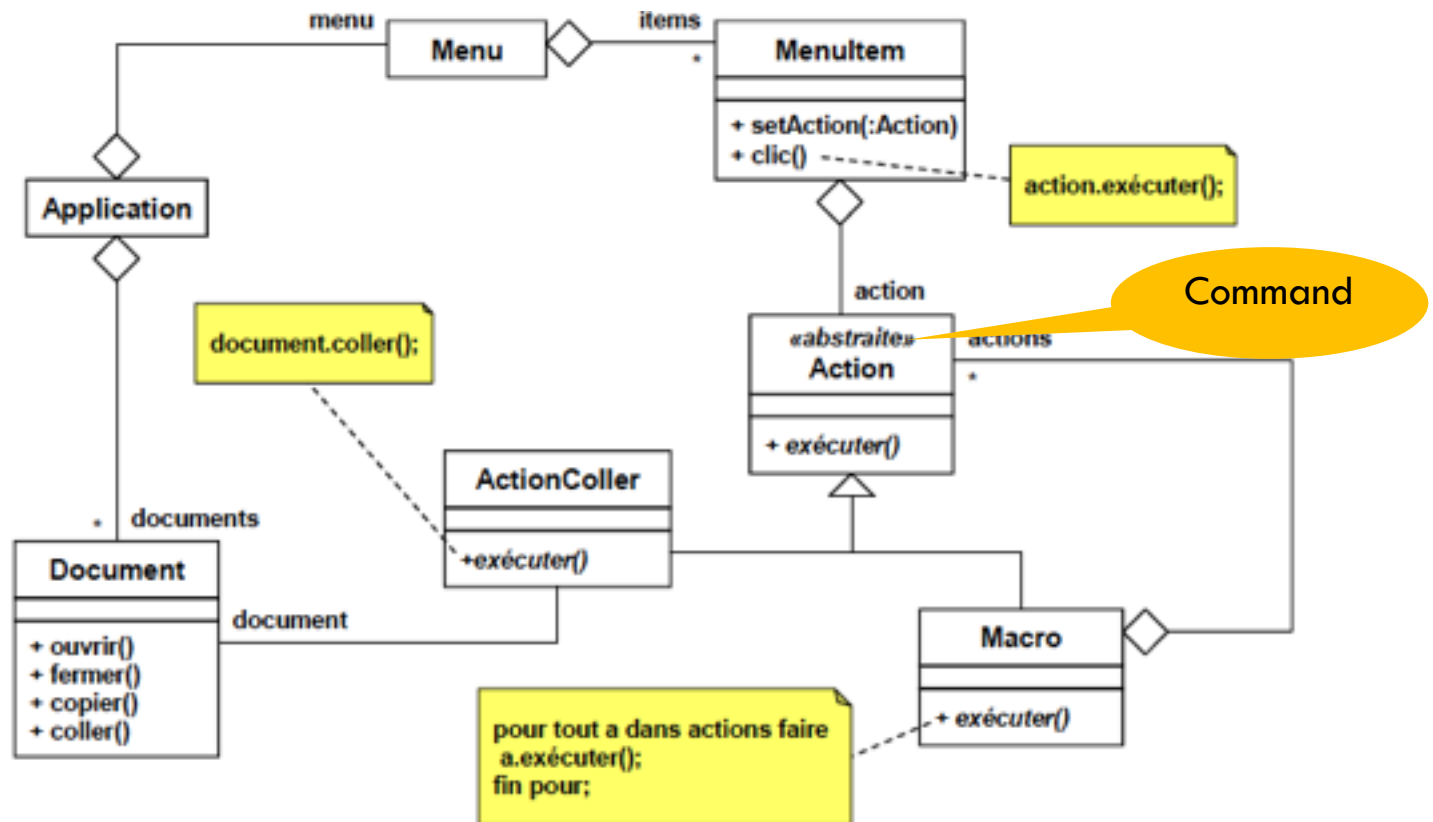 menu
Menu
items
*
MenuItem
+ setAction(:Action)
+ clic()
action.exécuter();
Application
action
Command
document.coller();
«abstraite»
Action
actions
*
+ exécuter()
ActionColler
+exécuter()
* documents
Document
+ ouvrir()
+ fermer()
+ copier()
+ coller()
document
Macro
+ exécuter()
pour tout a dans actions faire
a.exécuter();
fin pour;